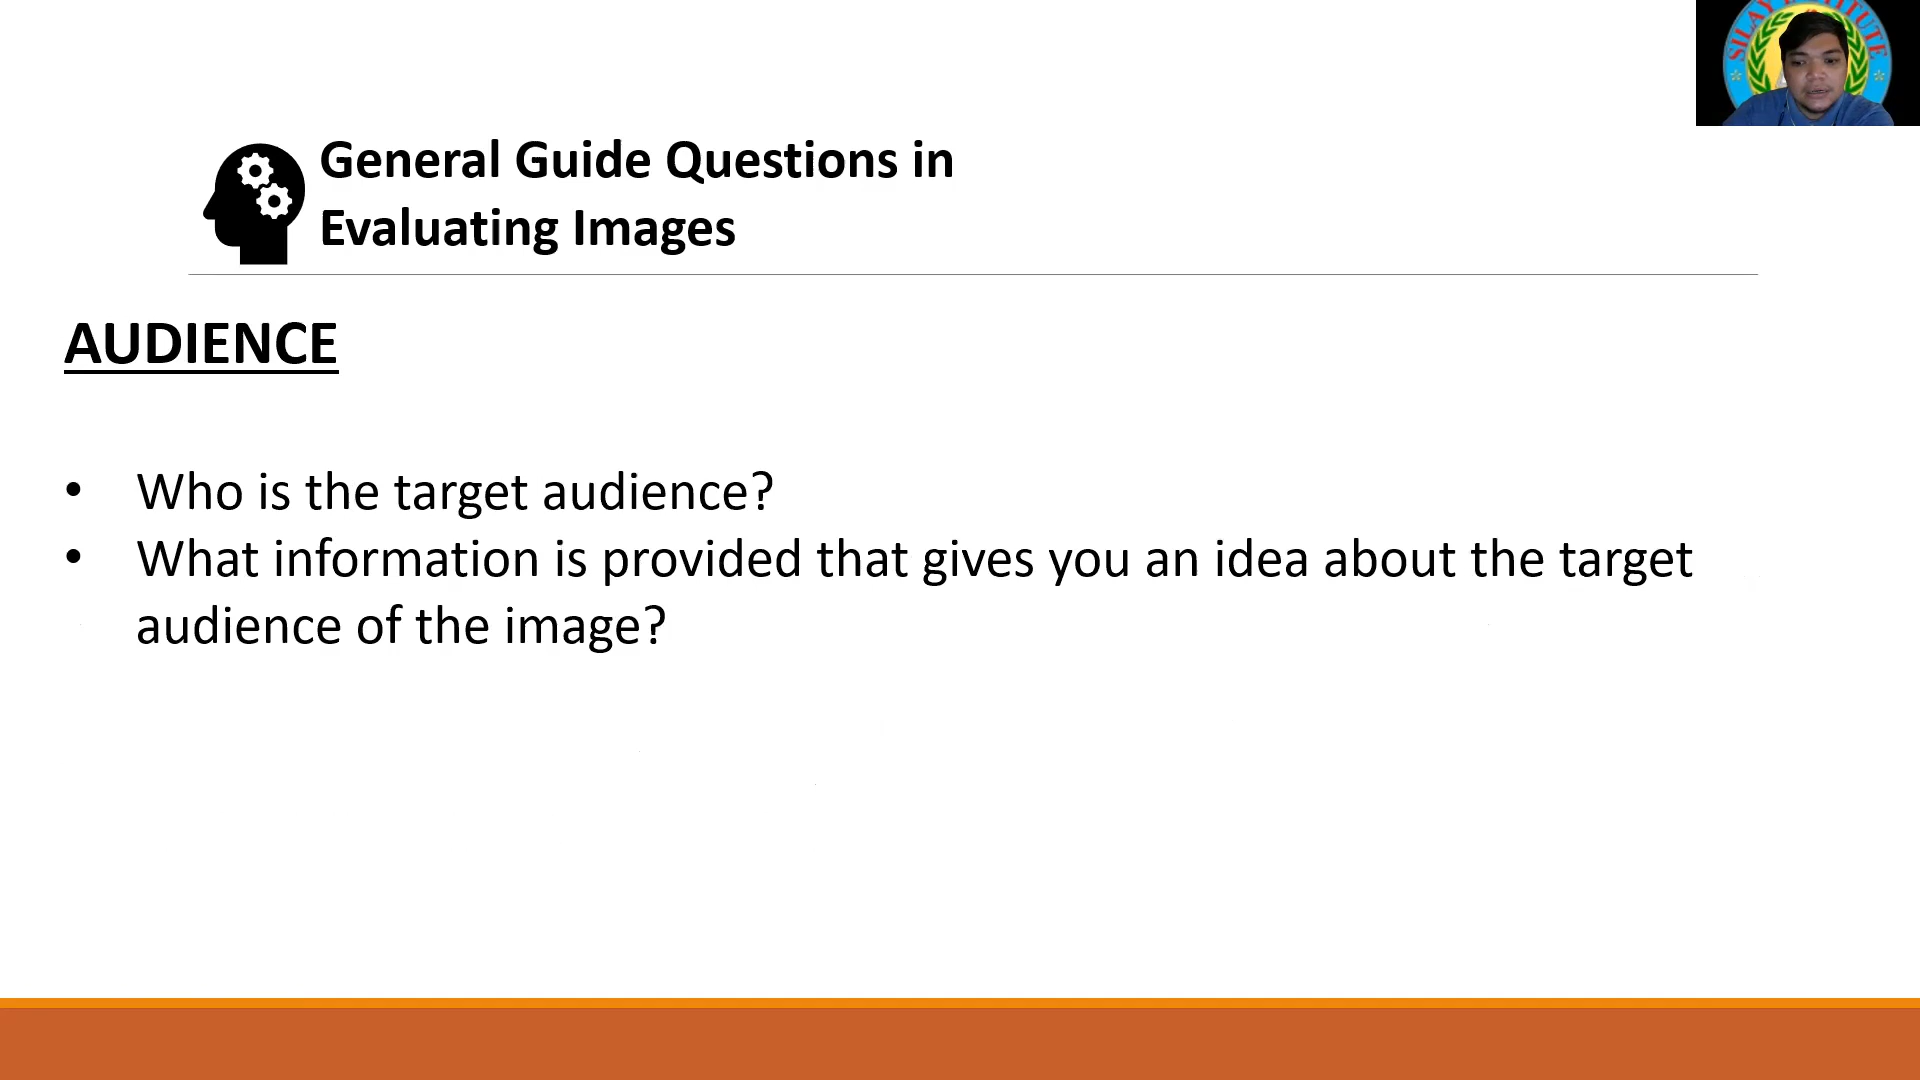 General Guide Questions in
Evaluating Images
AUDIENCE
• Who is the target audience?
• What information is provided that gives you an idea about the target
audience of the image?
SILAY